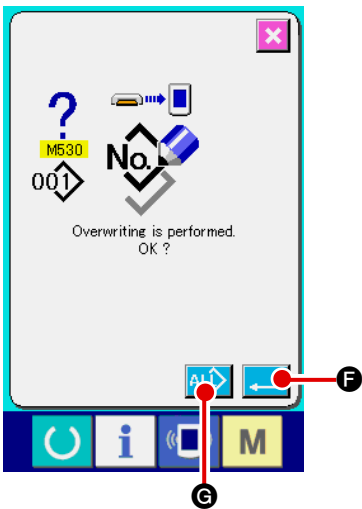 ?
M530
No.
001
Overwriting is performed.
OK ?
ALL
F
G
i
M